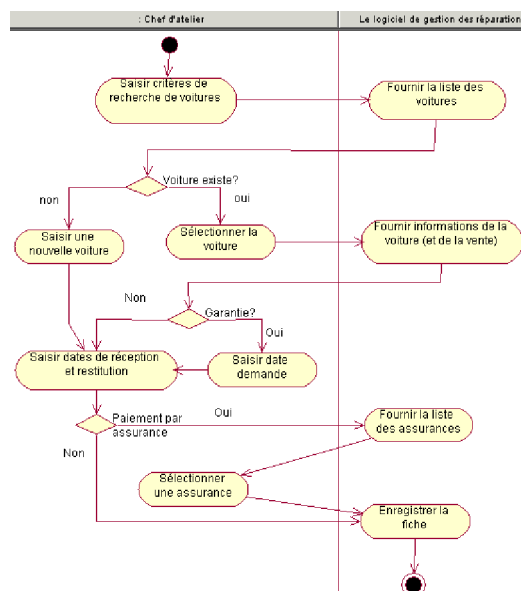 : Chef d'atelier
Le logiciel de gestion des réparation
Saisir critères de
recherche de voitures
Fournir la liste des
voitures
Voiture existe?
non
oui
Saisir une
nouvelle voiture
Sélectionner la
voiture
Fournir informations de la
voiture (et de la vente)
Non
Garantie?
Oui
Saisir dates de réception
et restitution
Saisir date
demande
Paiement par
assurance
Oui
Non
Fournir la liste
des assurances
Sélectionner
une assurance
Enregistrer la
fiche